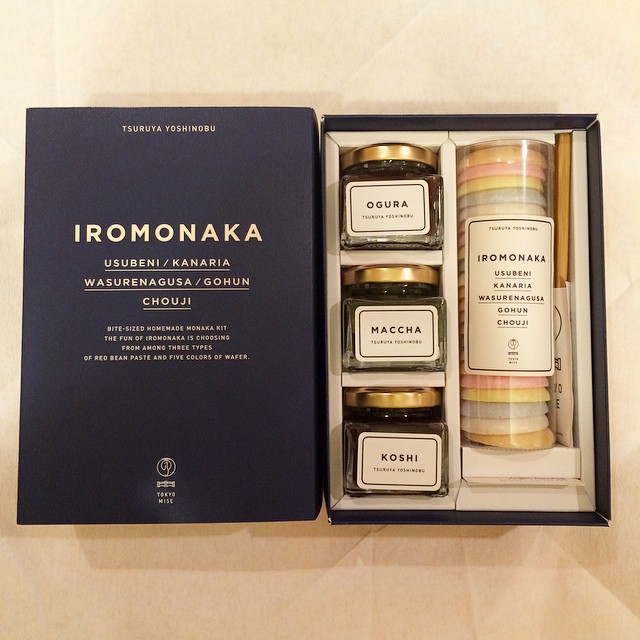 TSURUYA YOSHINOBU
IROMONAKA
USUBENI / KANARIA
WASURENAGUSA / GOHUN
CHOUJI
BITE-SIZED HOMEMADE MONAKA KIT
THE FUN OF IROMONAKA IS CHOOSING
FROM AMONG THREE TYPES
OF RED BEAN PASTE AND FIVE COLORS OF WAFER.
TOKYO
MISE
OGURA
TSURUYA YOSHINOBU
MACCHA
TSURUYA YOSHINOBU
KOSHI
TSURUYA YOSHINOBU
TSURUYA YOSHINOBU
IROMONAKA
USUBENI
KANARIA
WASURENAGUSA
GOHUN
CHOUJI
TOKYO
MISE